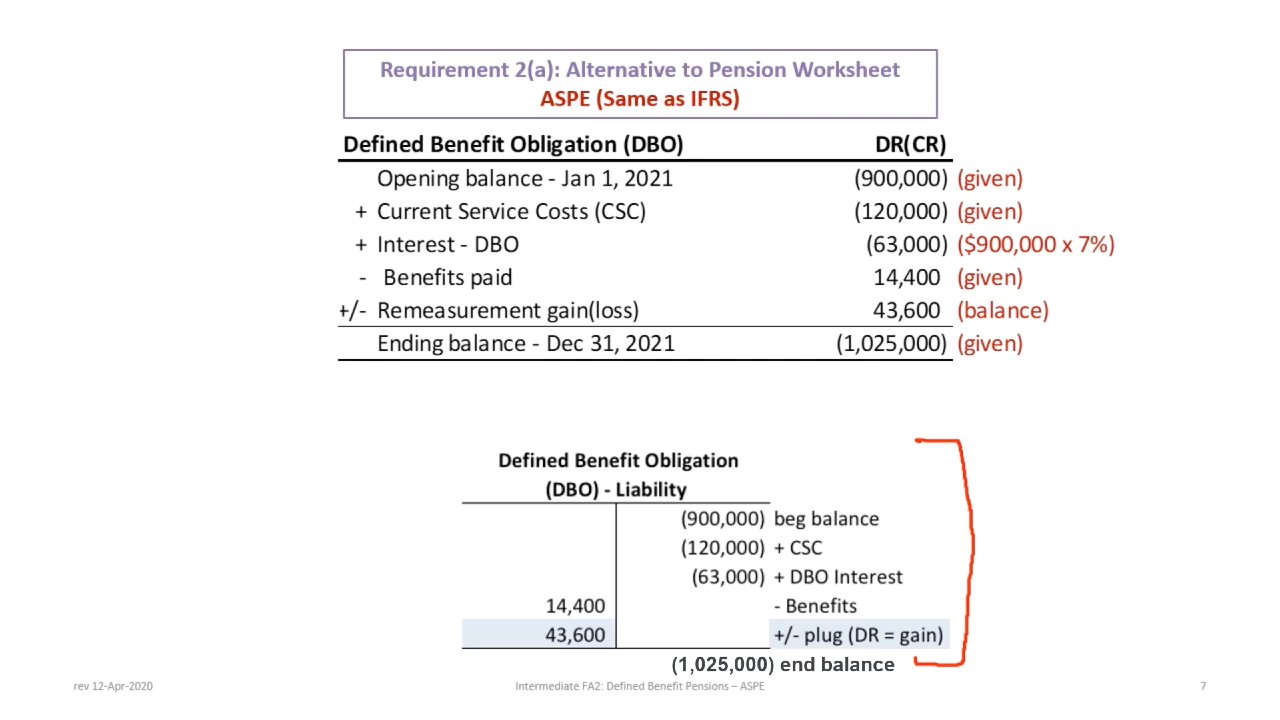 Requirement 2(a): Alternative to Pension Worksheet
ASPE (Same as IFRS)
Defined Benefit Obligation (DBO) DR(CR)
Opening balance - Jan 1, 2021 (900,000) (given)
+ Current Service Costs (CSC) (120,000) (given)
+ Interest - DBO (63,000) ($900,000 x 7%)
- Benefits paid 14,400 (given)
+/- Remeasurement gain(loss) 43,600 (balance)
Ending balance - Dec 31, 2021 (1,025,000) (given)
Defined Benefit Obligation
(DBO) - Liability
(900,000) beg balance
(120,000) + CSC
(63,000) + DBO Interest
14,400 - Benefits
43,600 +/- plug (DR = gain)
(1,025,000) end balance
rev 12-Apr-2020 Intermediate FA2: Defined Benefit Pensions – ASPE 7